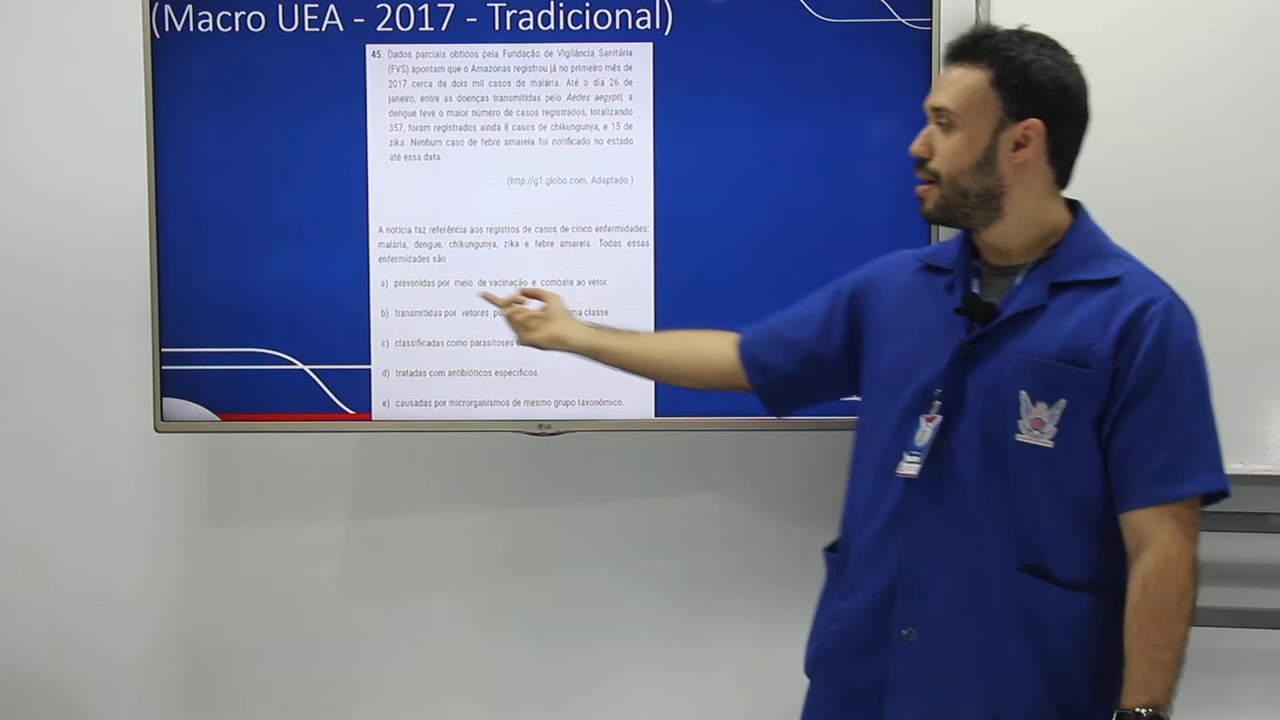 (Macro UEA - 2017 - Tradicional)
45. Dados parciais obtidos pela Fundação de Vigilância Sanitária
(FVS) apontam que o Amazonas registrou já no primeiro mês de
2017 cerca de dois mil casos de malária. Até o dia 26 de
janeiro, entre as doenças transmitidas pelo Aedes aegypti, a
dengue teve o maior número de casos registrados, totalizando
357, foram registrados ainda 8 casos de chikungunya, e 15 de
zika. Nenhum caso de febre amarela foi notificado no estado
até essa data.
(http://g1.globo.com. Adaptado.)
A notícia faz referência aos registros de casos de cinco enfermidades:
malária, dengue, chikungunya, zika e febre amarela. Todas essas
enfermidades são
a) prevenidas por meio de vacinação e combate ao vetor.
b) transmitidas por vetores classe
c) classificadas como parasitoses
d) tratadas com antibióticos específicos.
e) causadas por microrganismos de mesmo grupo taxonômico.
LG